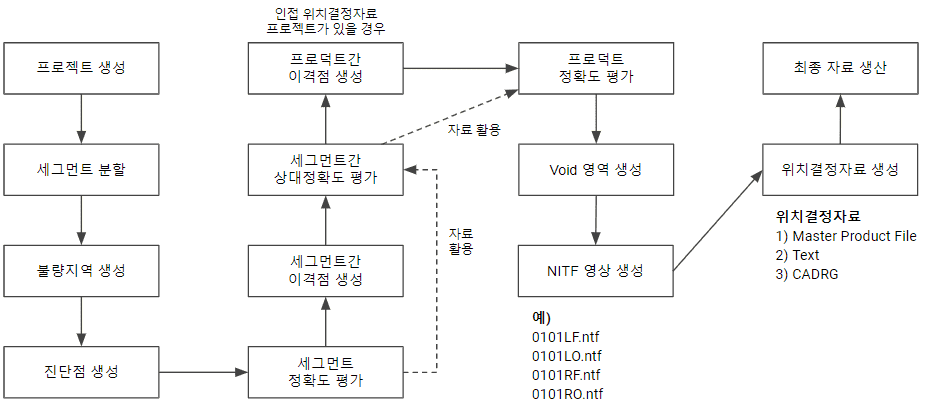 프로젝트 생성
세그먼트 분할
불량지역 생성
진단점 생성
인접 위치결정자료
프로젝트가 있을 경우
프로덕트간
이격점 생성
세그먼트간
상대정확도 평가
세그먼트간
이격점 생성
세그먼트
정확도 평가
자료 활용
자료
활용
프로덕트
정확도 평가
Void 영역 생성
NITF 영상 생성
예)
0101LF.ntf
0101LO.ntf
0101RF.ntf
0101RO.ntf
최종 자료 생산
위치결정자료 생성
위치결정자료
1) Master Product File
2) Text
3) CADRG